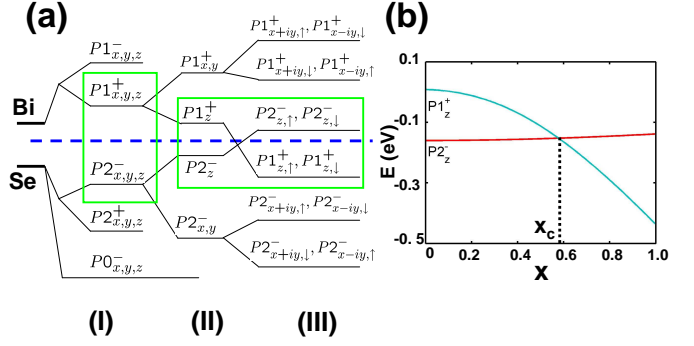 (a)
P1⁻x,y,z
P1⁺x,y,z
P1⁺x,y
P1⁺x+iy,↑, P1⁺x−iy,↓
P1⁺x+iy,↓, P1⁺x−iy,↑
Bi
P1⁺z
P2⁻z,↑, P2⁻z,↓
Se
P2⁻x,y,z
P2⁻z
P1⁺z,↑, P1⁺z,↓
P2⁺x,y,z
P2⁻x,y
P2⁻x+iy,↑, P2⁻x−iy,↓
P2⁻x+iy,↓, P2⁻x−iy,↑
P0⁻x,y,z
(I) (II) (III)
(b)
E (eV)
0.1
-0.1
-0.3
-0.5
P1⁺z
P2⁻z
xc
0 0.2 0.4 0.6 0.8 1.0
x